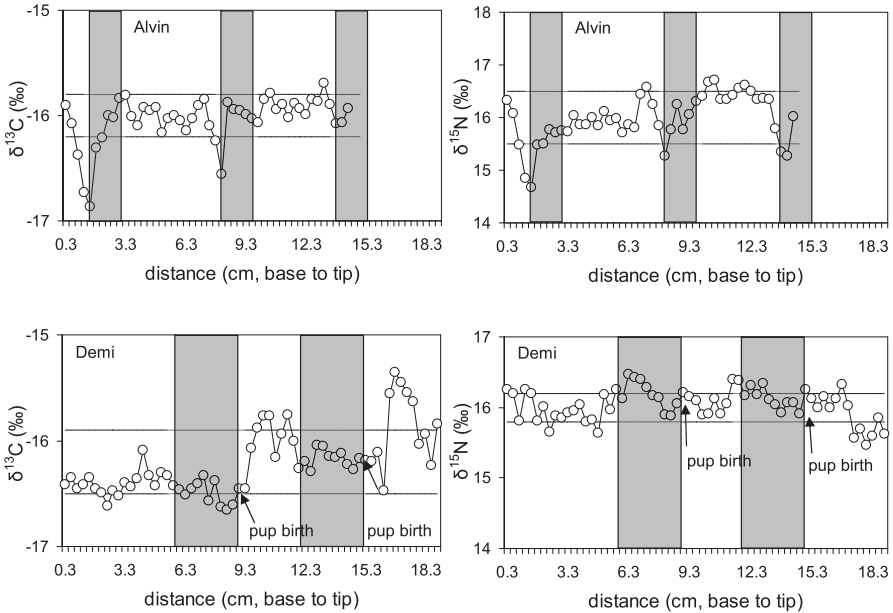 -15
-16
-17
δ13C (‰)
Alvin
0.3 3.3 6.3 9.3 12.3 15.3 18.3
distance (cm, base to tip)
18
17
16
15
14
δ15N (‰)
Alvin
0.3 3.3 6.3 9.3 12.3 15.3 18.3
distance (cm, base to tip)
-15
-16
-17
δ13C (‰)
Demi
pup birth
pup birth
0.3 3.3 6.3 9.3 12.3 15.3 18.3
distance (cm, base to tip)
17
16
15
14
δ15N (‰)
Demi
pup birth
pup birth
0.3 3.3 6.3 9.3 12.3 15.3 18.3
distance (cm, base to tip)